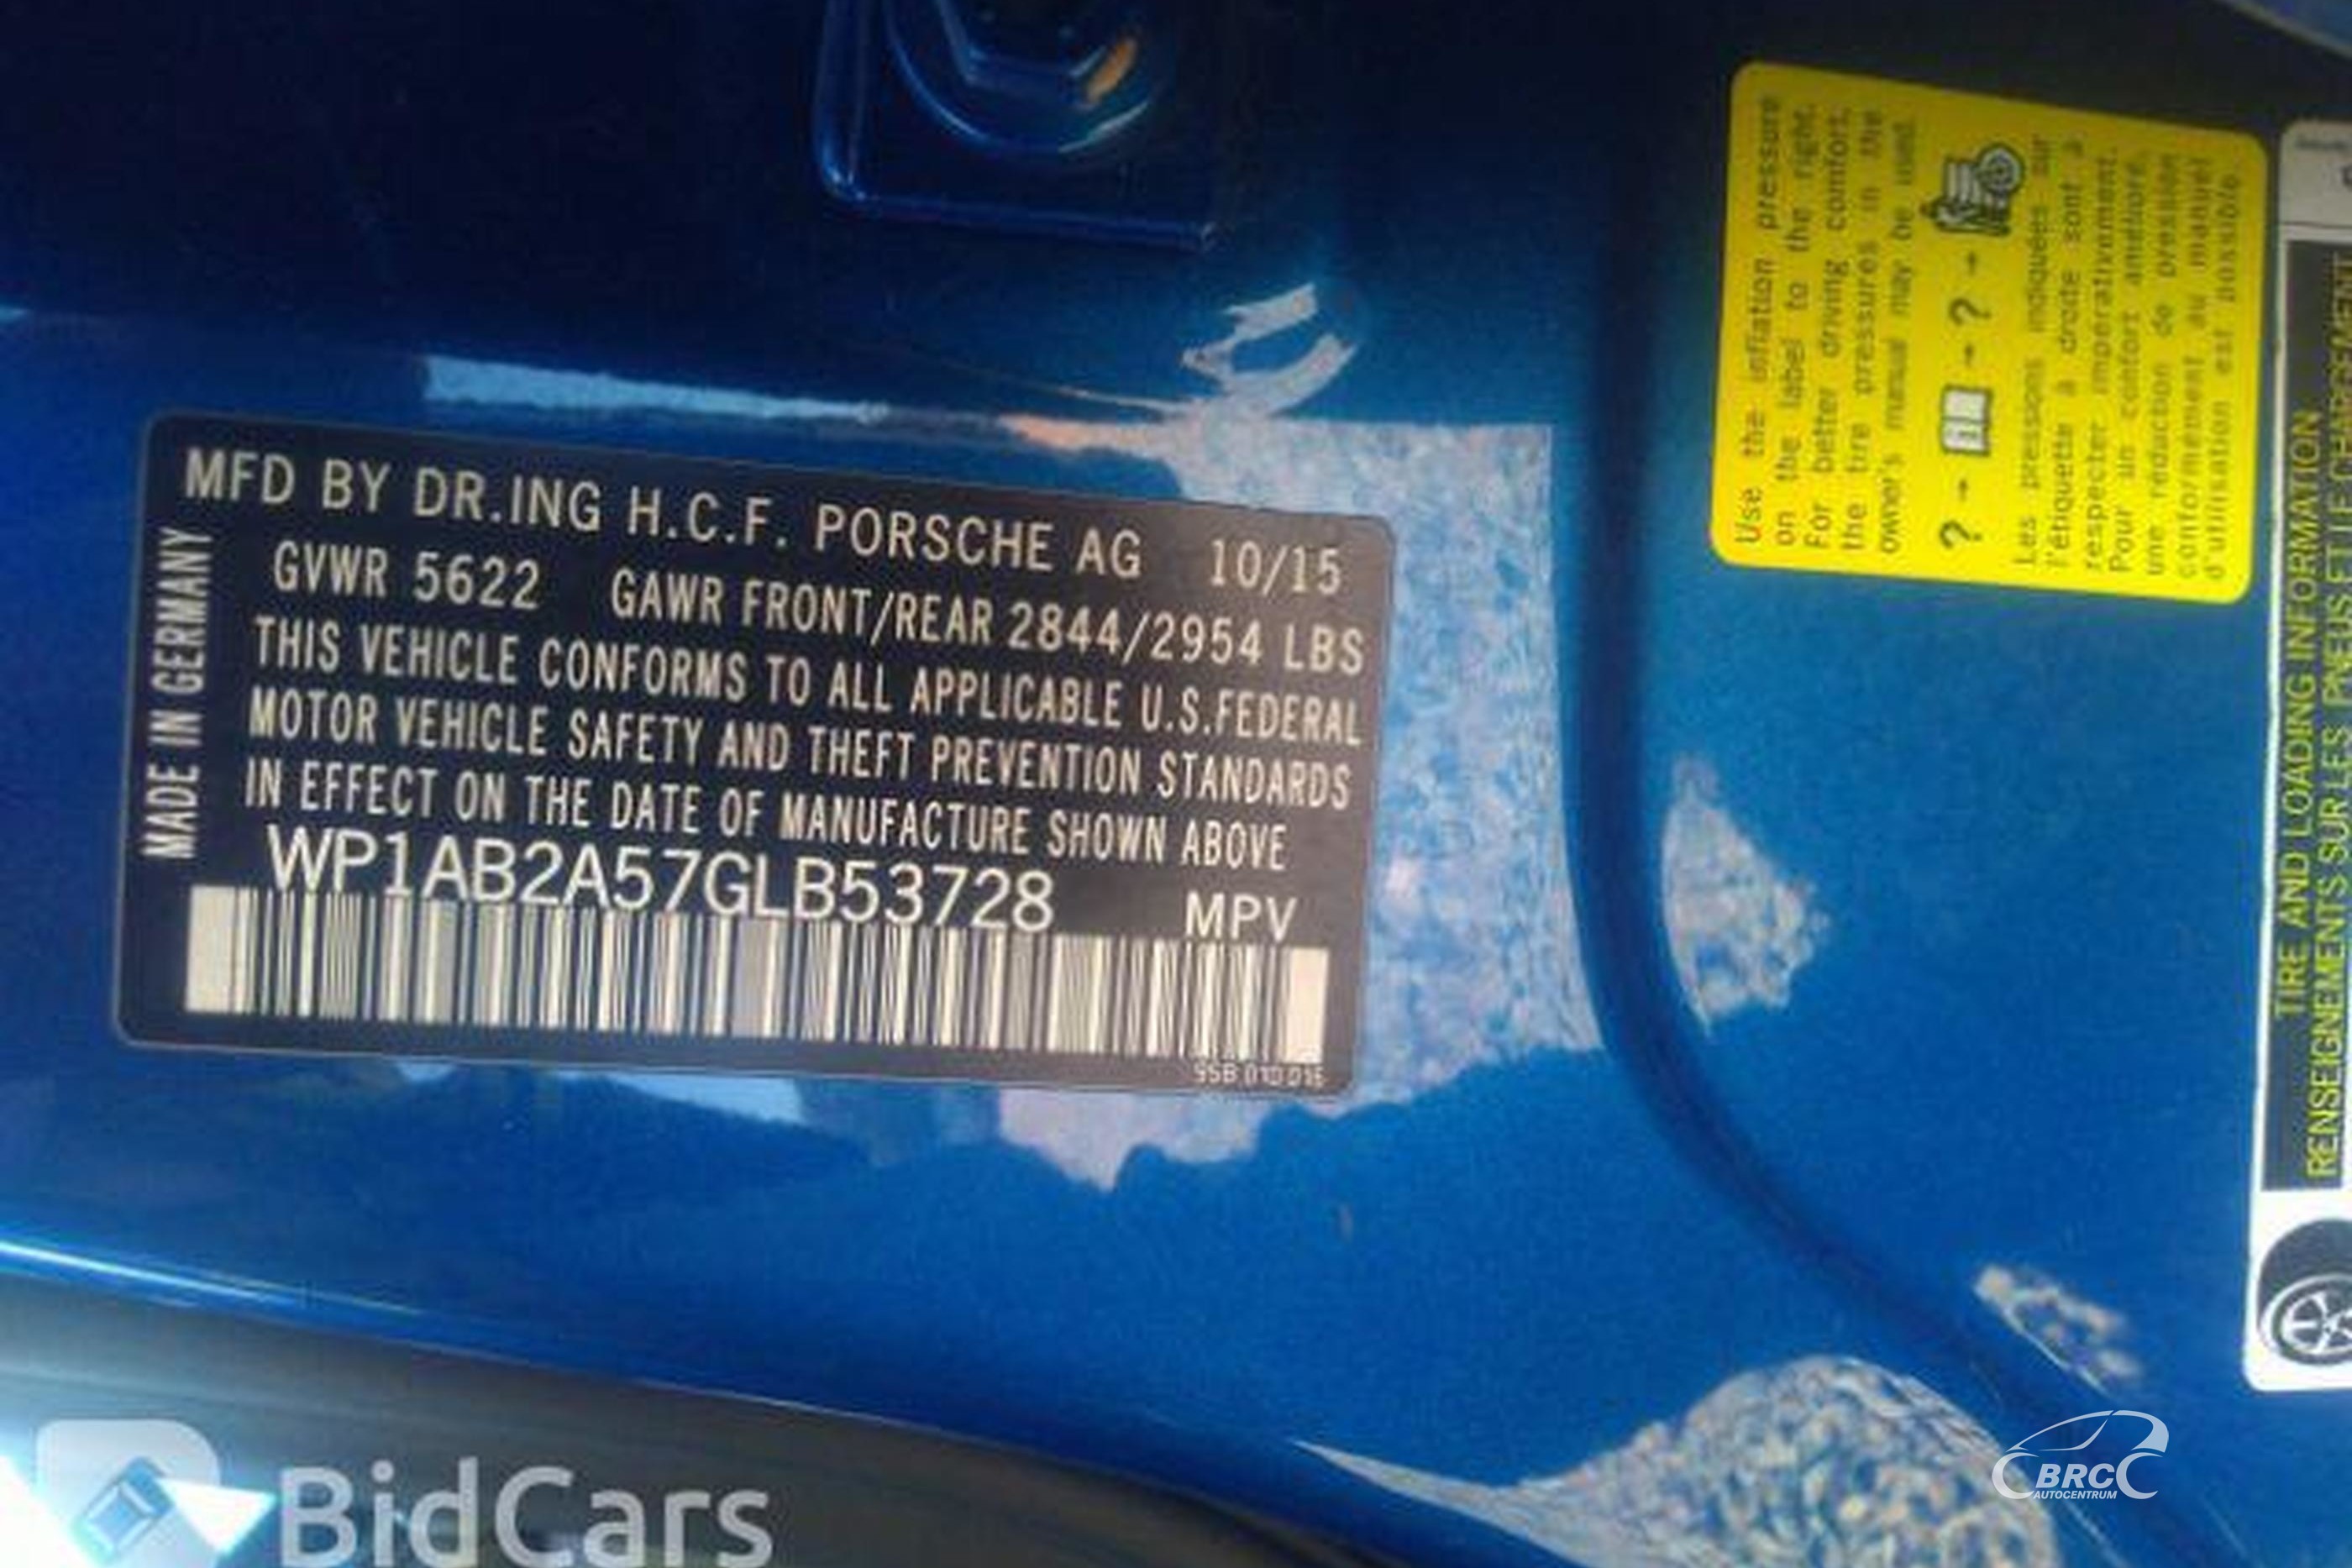 MFD BY DR.ING H.C.F. PORSCHE AG 10/15
GVWR 5622 GAWR FRONT/REAR 2844/2954 LBS
THIS VEHICLE CONFORMS TO ALL APPLICABLE U.S.FEDERAL
MOTOR VEHICLE SAFETY AND THEFT PREVENTION STANDARDS
IN EFFECT ON THE DATE OF MANUFACTURE SHOWN ABOVE
WP1AB2A57GLB53728 MPV
MADE IN GERMANY
Use the inflation pressure
on the label to the right.
For better driving comfort,
the tire pressures in the
owner's manual may be used.
? → → ? →
Les pressions indiquées sur
l'étiquette à droite sont à
respecter impérativement.
Pour un confort amélioré,
une réduction de pression
conformément au manuel
d'utilisation est possible.
TIRE AND LOADING INFORMATION
RENSEIGNEMENTS SUR LES PNEUS ET LE CHARGEMENT
BidCars
BRC
AUTOCENTRUM